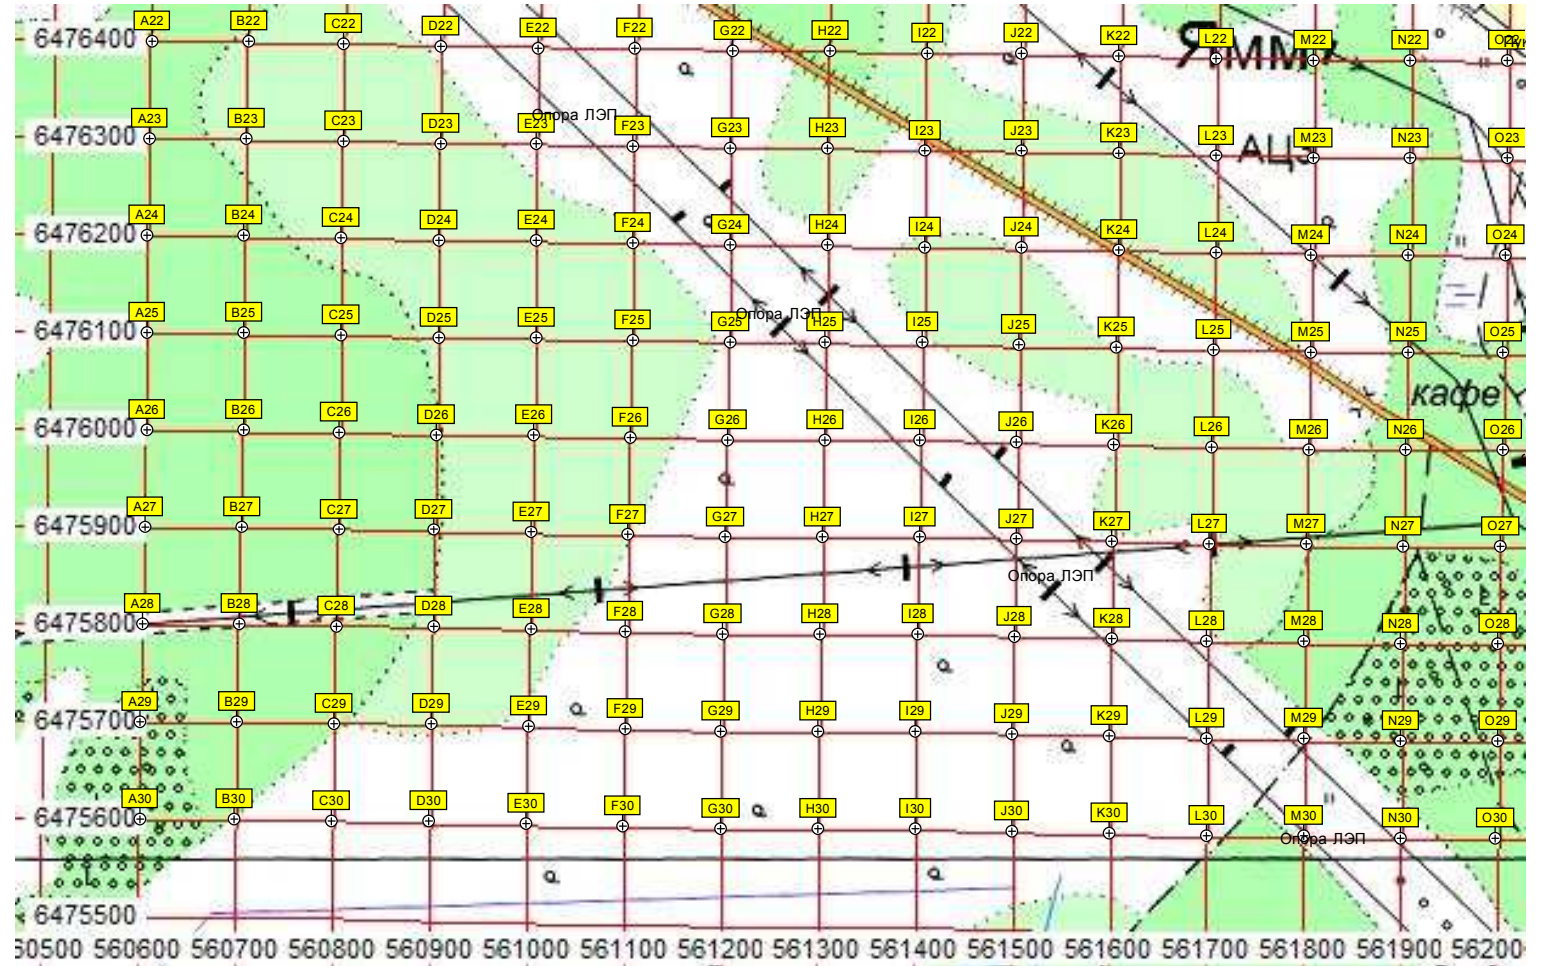 A22 B22 C22 D22 E22 F22 G22 H22 I22 J22 K22 L22 M22 N22 O22
6476400
Опора ЛЭП
A23 B23 C23 D23 E23 F23 G23 H23 I23 J23 K23 L23 M23 N23 O23
6476300
АЦЗ
A24 B24 C24 D24 E24 F24 G24 H24 I24 J24 K24 L24 M24 N24 O24
6476200
Опора ЛЭП
A25 B25 C25 D25 E25 F25 G25 H25 I25 J25 K25 L25 M25 N25 O25
6476100
кафе
A26 B26 C26 D26 E26 F26 G26 H26 I26 J26 K26 L26 M26 N26 O26
6476000
A27 B27 C27 D27 E27 F27 G27 H27 I27 J27 K27 L27 M27 N27 O27
6475900
Опора ЛЭП
A28 B28 C28 D28 E28 F28 G28 H28 I28 J28 K28 L28 M28 N28 O28
6475800
A29 B29 C29 D29 E29 F29 G29 H29 I29 J29 K29 L29 M29 N29 O29
6475700
A30 B30 C30 D30 E30 F30 G30 H30 I30 J30 K30 L30 M30 N30 O30
6475600
Опора ЛЭП
6475500
560500 560600 560700 560800 560900 561000 561100 561200 561300 561400 561500 561600 561700 561800 561900 562000